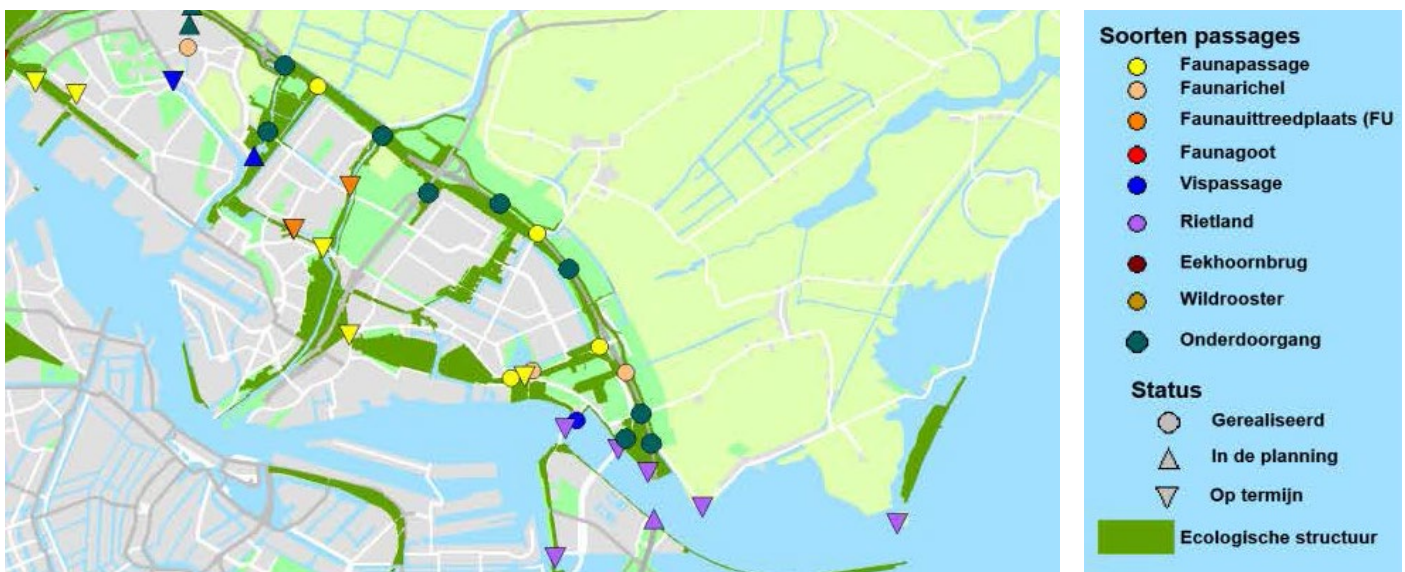 Soorten passages
Faunapassage
Faunarichel
Faunauittreedplaats (FU
Faunagoot
Vispassage
Rietland
Eekhoornbrug
Wildrooster
Onderdoorgang
Status
Gerealiseerd
In de planning
Op termijn
Ecologische structuur